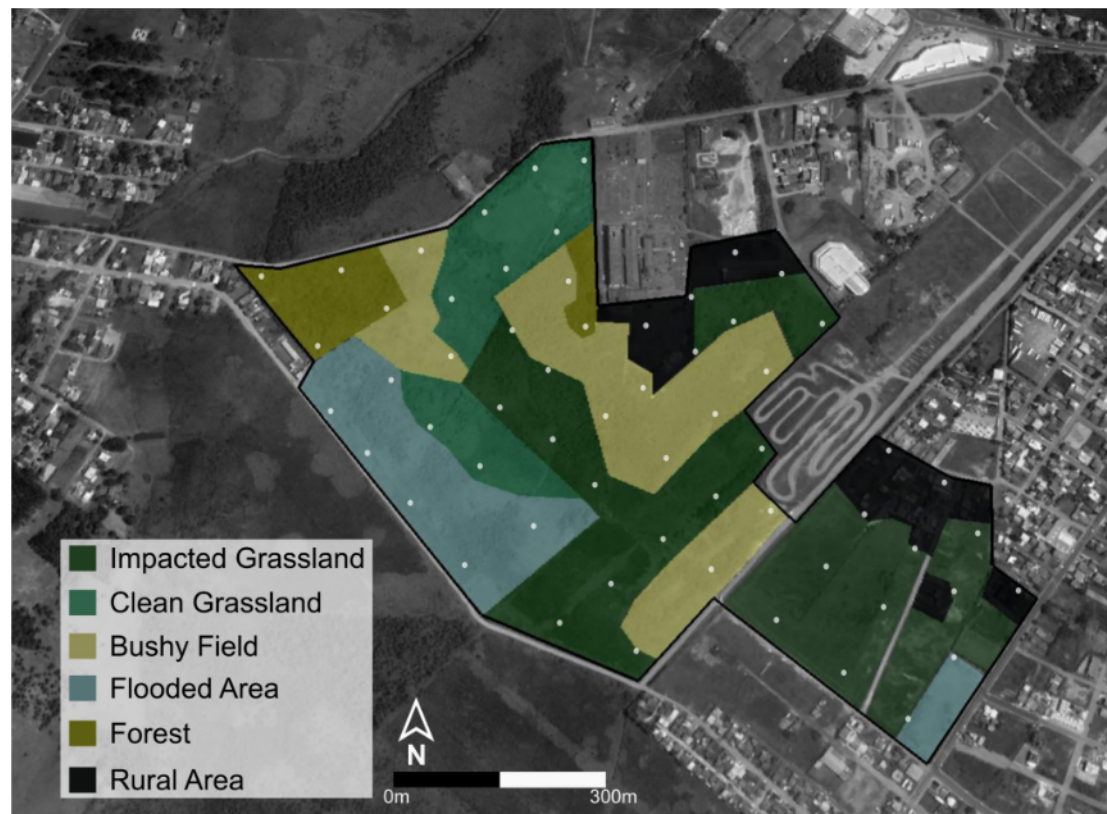 Impacted Grassland
Clean Grassland
Bushy Field
Flooded Area
Forest
Rural Area
N
0m 300m